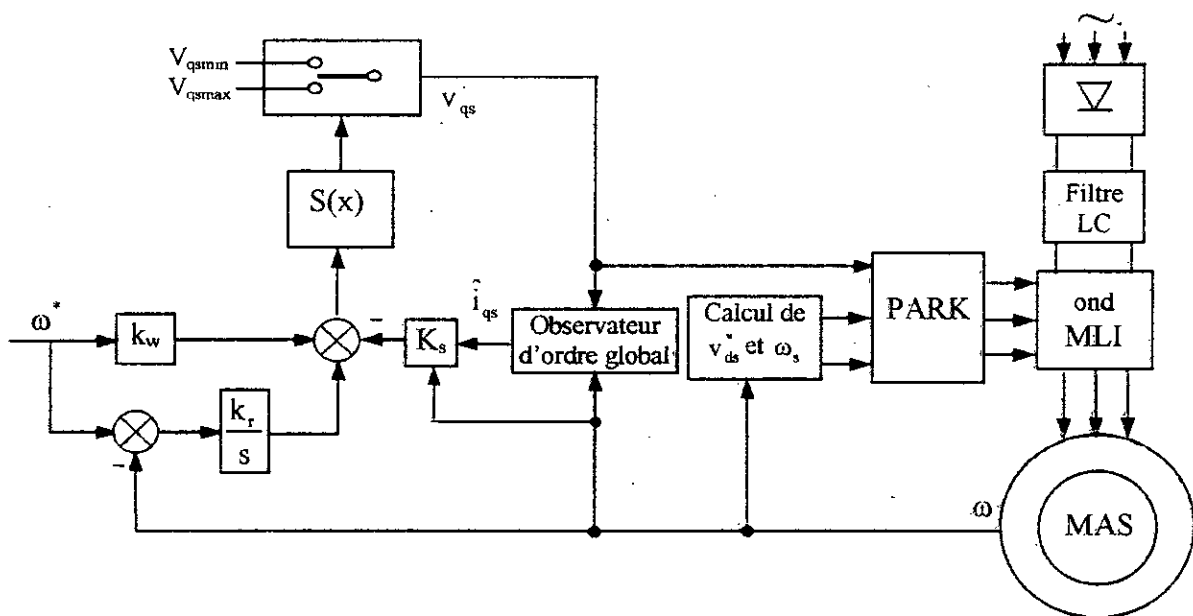 V_qsmin
V_qsmax
v_qs
S(x)
Filtre
LC
ω*
k_w
-
K_s
î_qs
Observateur
d'ordre global
Calcul de
v_ds* et ω_s
PARK
ond
MLI
k_r
s
-
ω
MAS